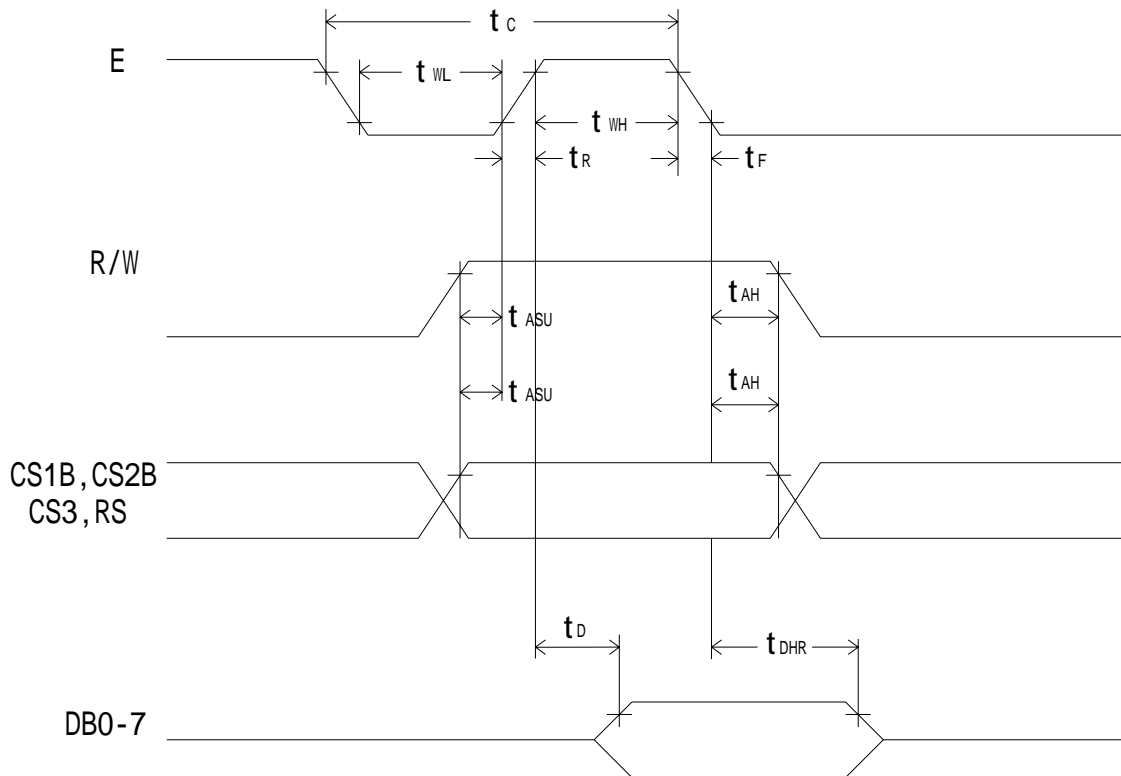 t C
E
t WL
t WH
t R
t F
R/W
t AH
t ASU
t AH
t ASU
CS1B,CS2B
CS3,RS
t D
t DHR
DB0-7